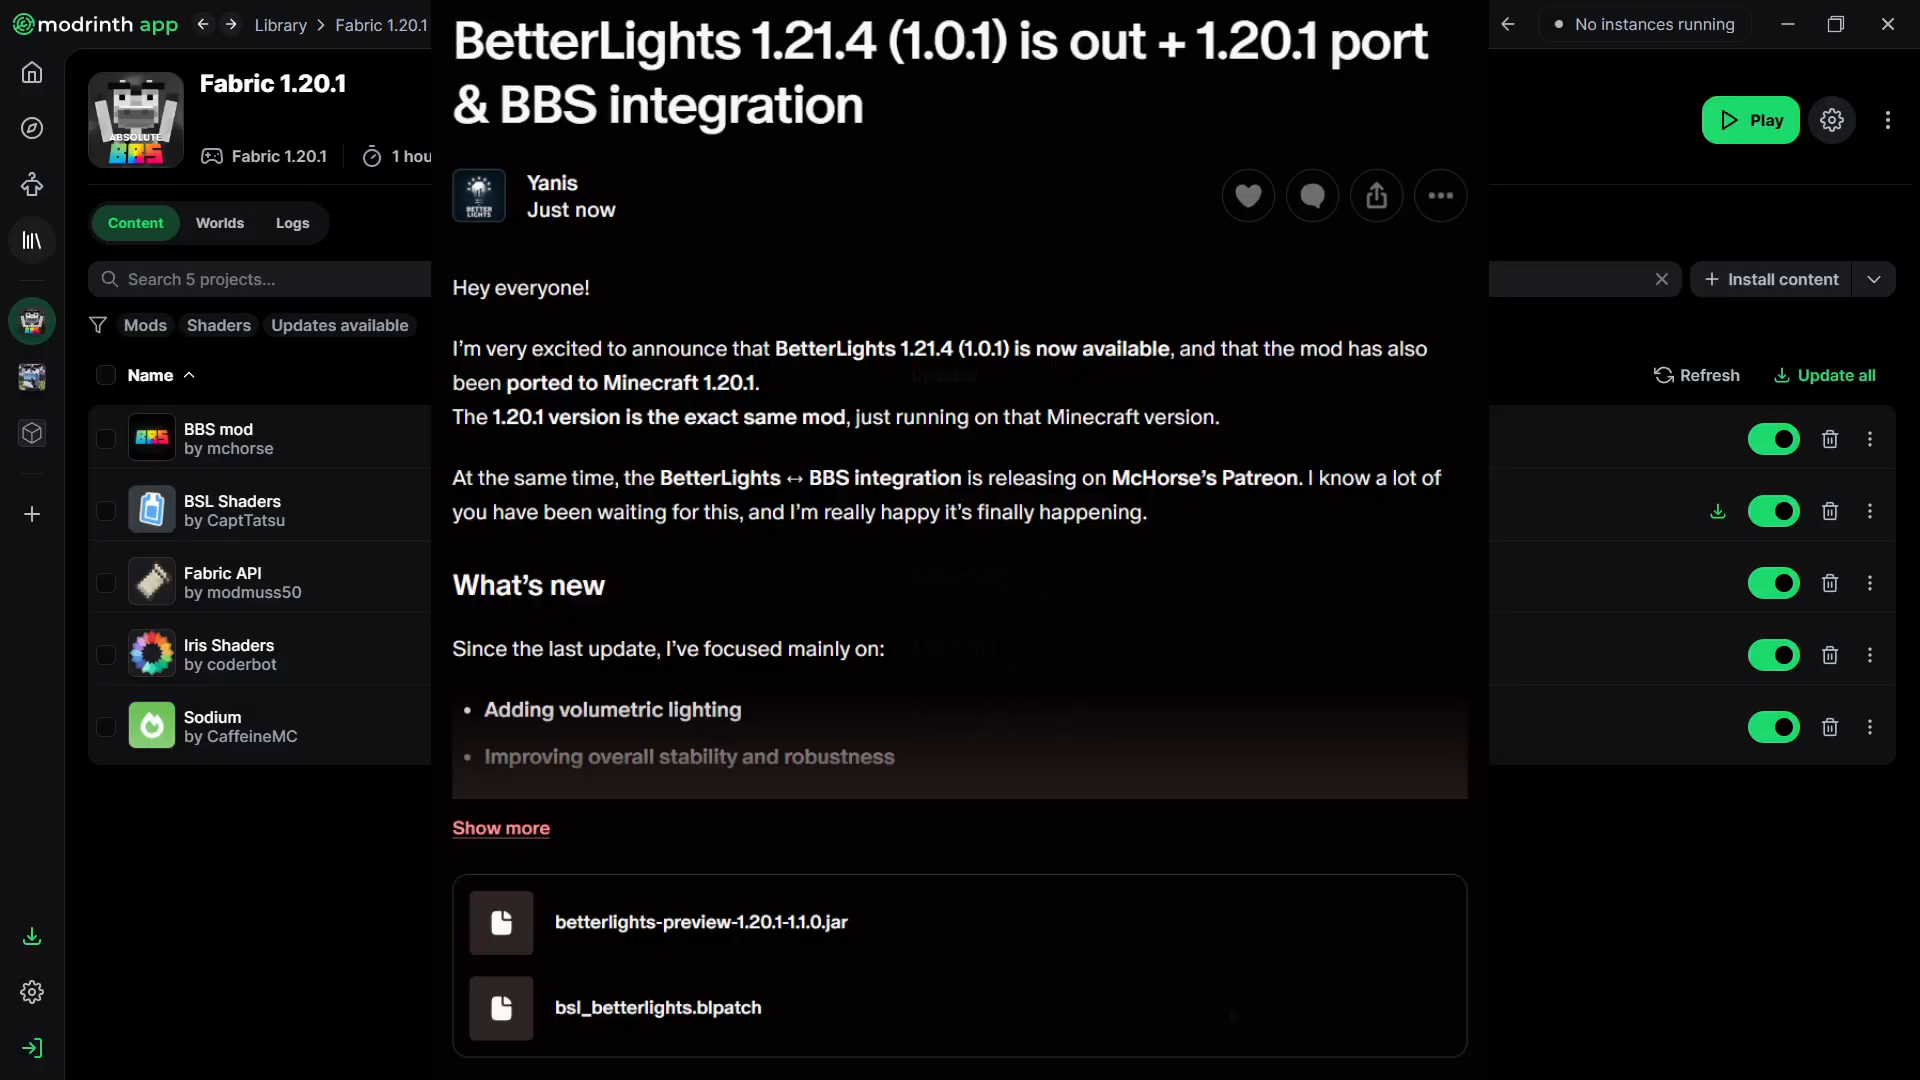 modrinth app
Library > Fabric 1.20.1
No instances running
Fabric 1.20.1
ABSOLUTE
BBS
Fabric 1.20.1
1 hou
Play
Content
Worlds
Logs
Search 5 projects...
Install content
Mods
Shaders
Updates available
Name
Refresh
Update all
BBS
BBS mod
by mchorse
BSL Shaders
by CaptTatsu
Fabric API
by modmuss50
Iris Shaders
by coderbot
Sodium
by CaffeineMC
BetterLights 1.21.4 (1.0.1) is out + 1.20.1 port
& BBS integration
BETTER
LIGHTS
Yanis
Just now
Hey everyone!
I’m very excited to announce that BetterLights 1.21.4 (1.0.1) is now available, and that the mod has also
been ported to Minecraft 1.20.1.
The 1.20.1 version is the exact same mod, just running on that Minecraft version.
At the same time, the BetterLights ↔ BBS integration is releasing on McHorse’s Patreon. I know a lot of
you have been waiting for this, and I’m really happy it’s finally happening.
What’s new
Since the last update, I’ve focused mainly on:
• Adding volumetric lighting
• Improving overall stability and robustness
Show more
betterlights-preview-1.20.1-1.1.0.jar
bsl_betterlights.blpatch